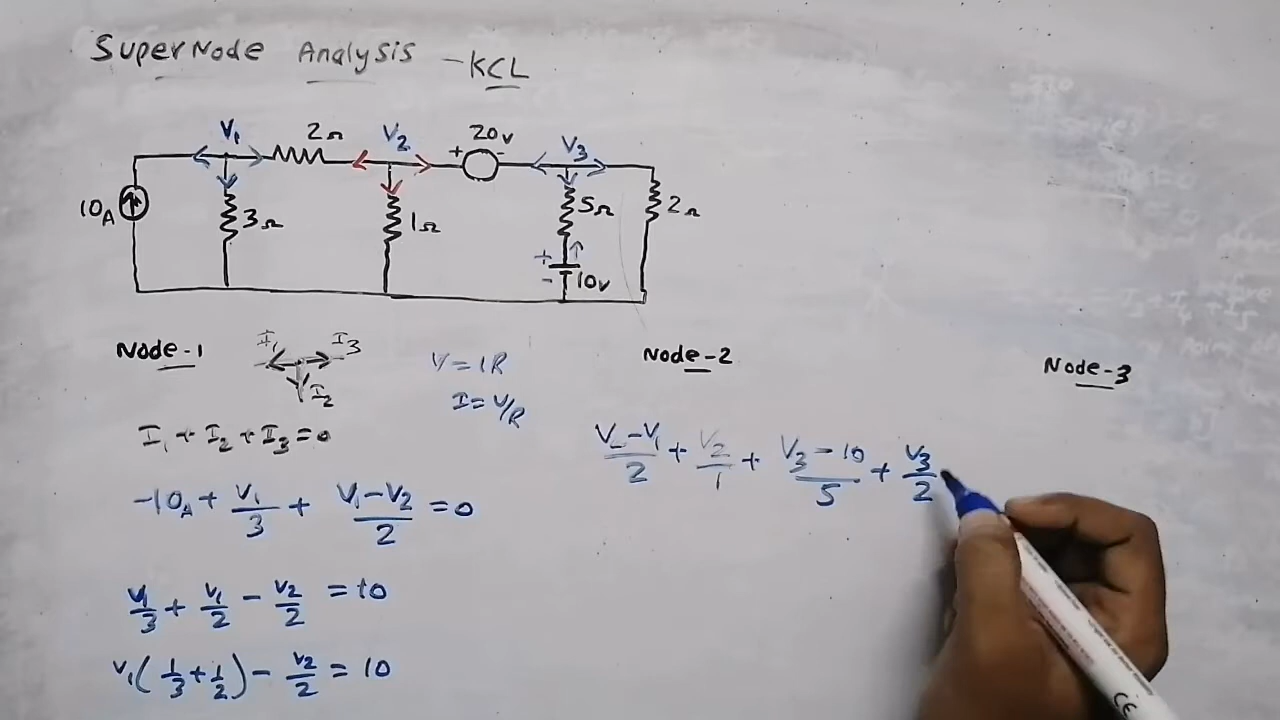 SuperNode Analysis - KCL
V₁ 2Ω V₂ 20v V₃
+ -
10A 3Ω 1Ω 5Ω 2Ω
+
- 10v
Node-1 I₁ I₃ Node-2 Node-3
I₂
V=IR
I=V/R
I₁ + I₂ + I₃ = 0
V₂-V₁/2 + V₂/1 + V₃-10/5 + V₃/2
-10A + V₁/3 + V₁-V₂/2 = 0
V₁/3 + V₁/2 - V₂/2 = 10
V₁(1/3+1/2) - V₂/2 = 10
CE